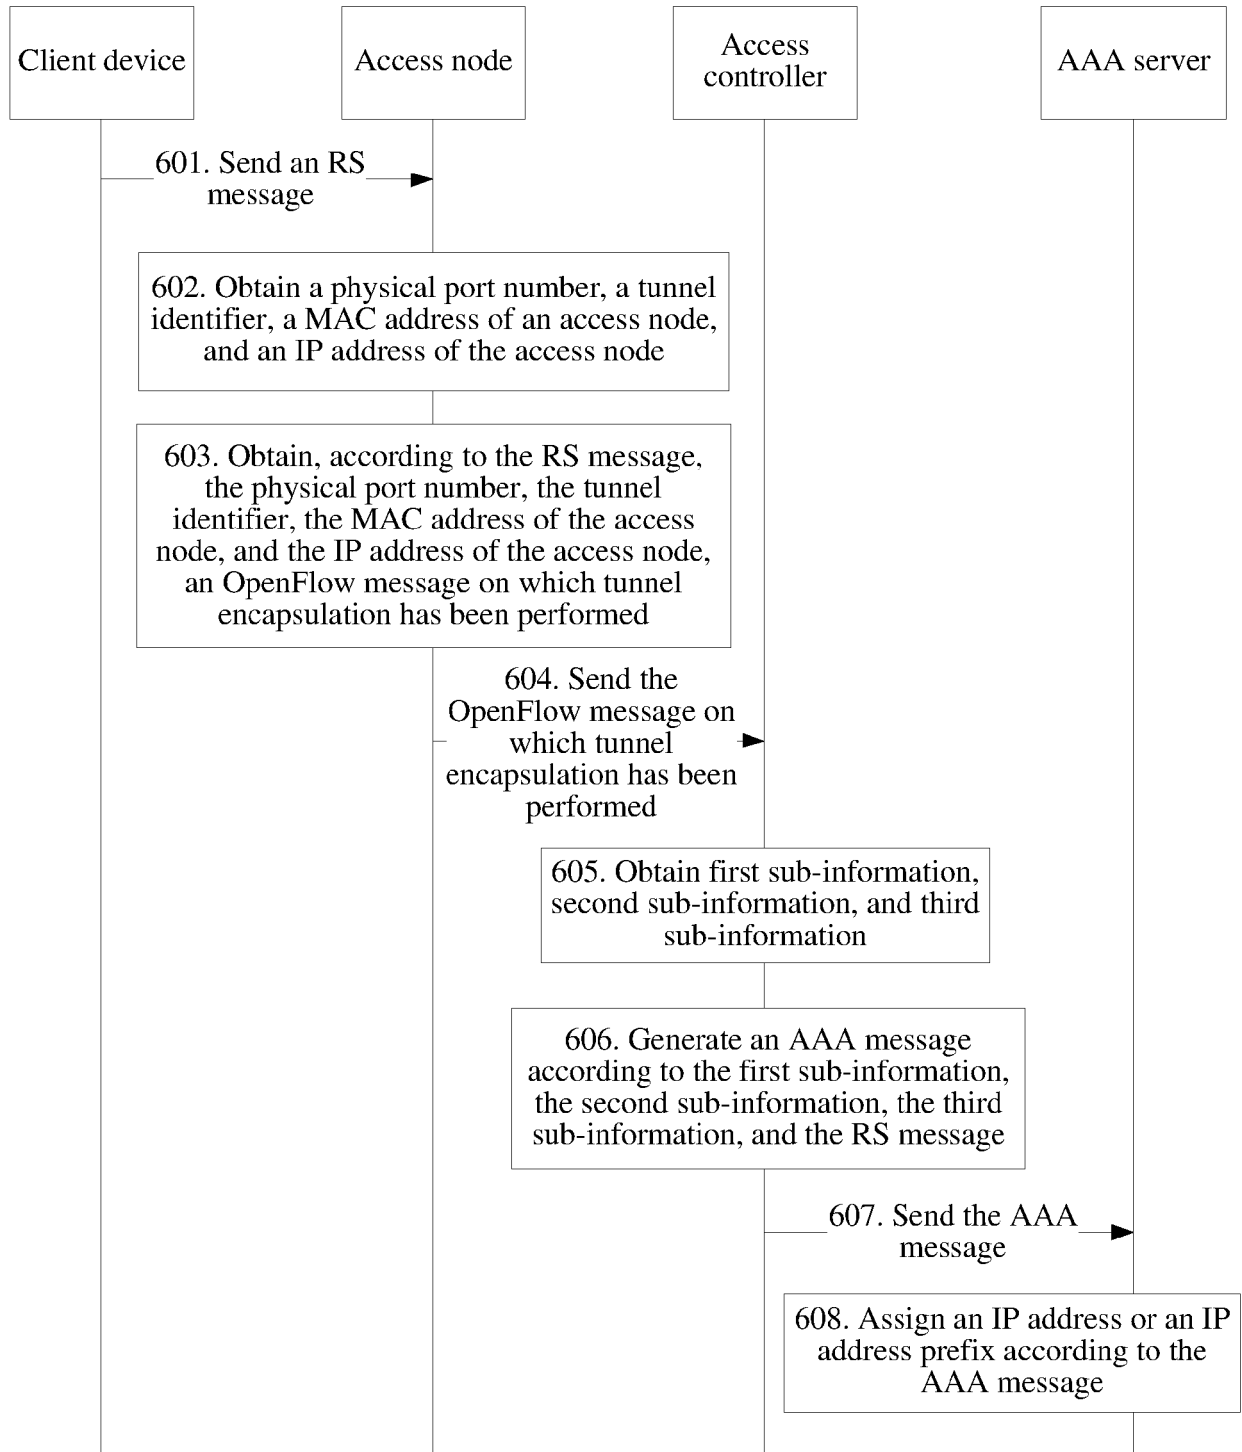 Client device
Access node
Access
controller
AAA server
601. Send an RS
message
602. Obtain a physical port number, a tunnel
identifier, a MAC address of an access node,
and an IP address of the access node
603. Obtain, according to the RS message,
the physical port number, the tunnel
identifier, the MAC address of the access
node, and the IP address of the access node,
an OpenFlow message on which tunnel
encapsulation has been performed
604. Send the
OpenFlow message on
which tunnel
encapsulation has been
performed
605. Obtain first sub-information,
second sub-information, and third
sub-information
606. Generate an AAA message
according to the first sub-information,
the second sub-information, the third
sub-information, and the RS message
607. Send the AAA
message
608. Assign an IP address or an IP
address prefix according to the
AAA message